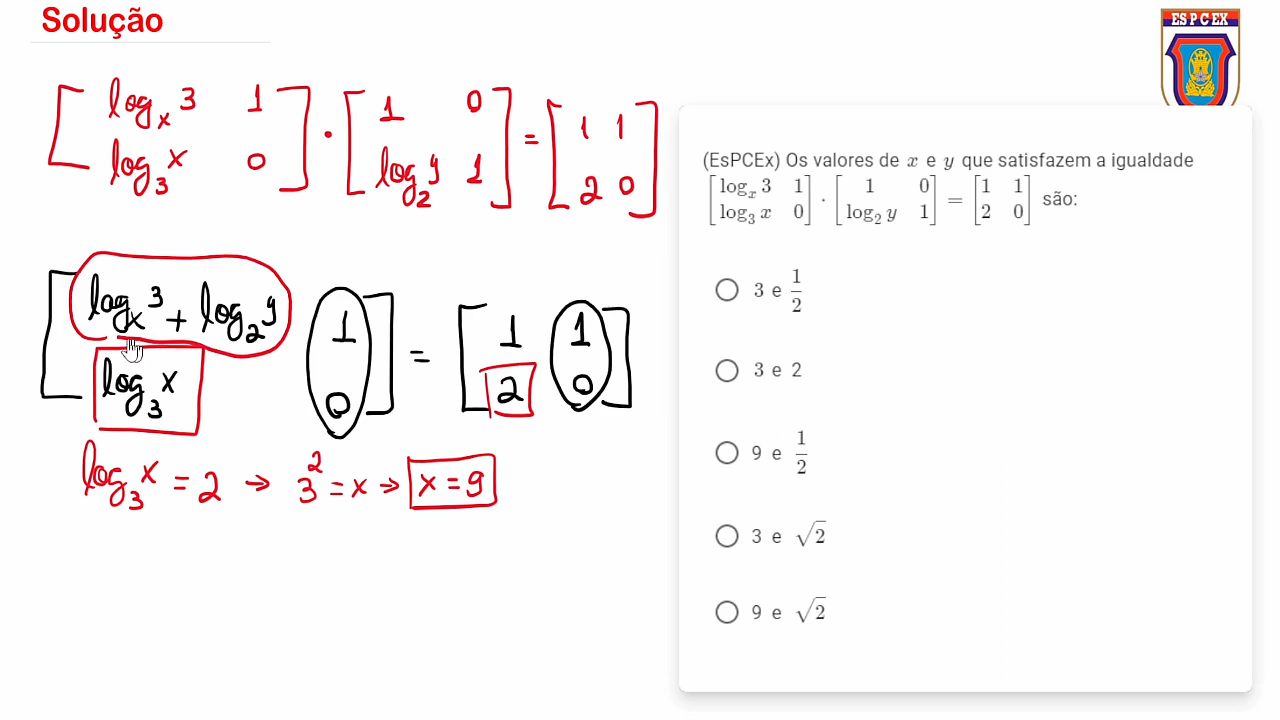 Solução
ESPCEX
[log_x 3 1; log_3 x 0] · [1 0; log_2 y 1] = [1 1; 2 0]
[log_x 3 + log_2 y 1; log_3 x 0] = [1 1; 2 0]
log_3 x = 2 → 3² = x → x = 9
(EsPCEx) Os valores de x e y que satisfazem a igualdade
[log_x 3 1; log_3 x 0] · [1 0; log_2 y 1] = [1 1; 2 0] são:
3 e 1/2
3 e 2
9 e 1/2
3 e √2
9 e √2